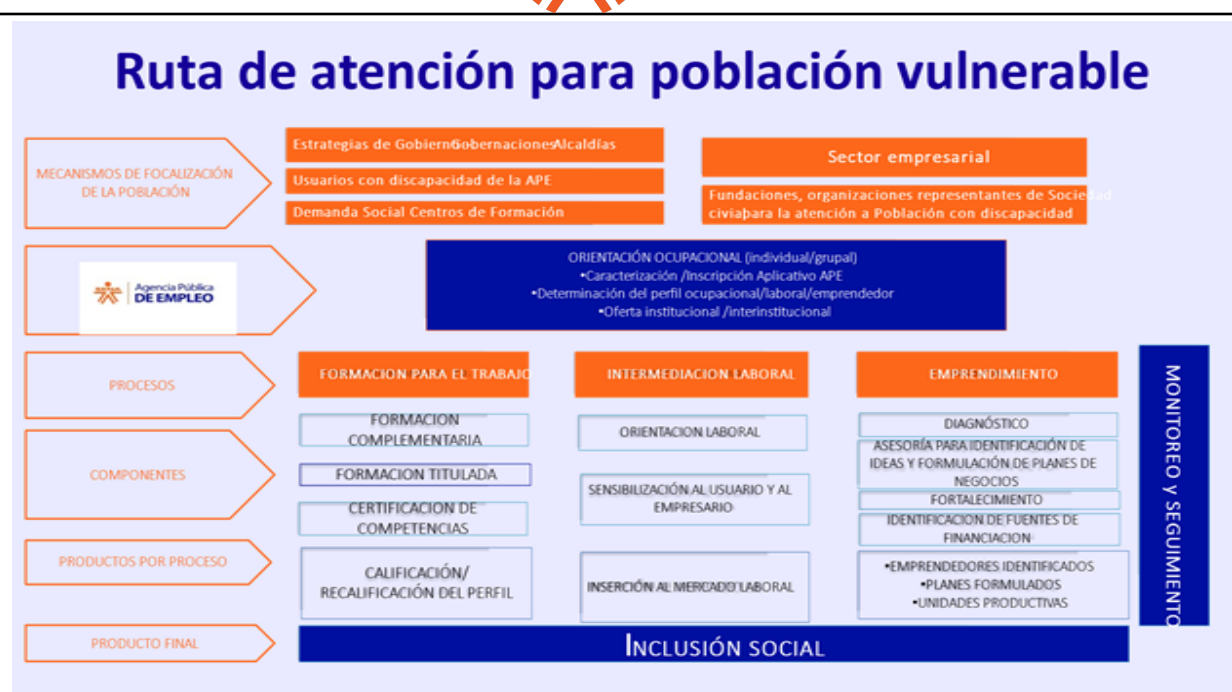 Ruta de atención para población vulnerable
MECANISMOS DE FOCALIZACIÓN
DE LA POBLACIÓN
Estrategias de Gobierno Gobernaciones Alcaldías
Usuarios con discapacidad de la APE
Demanda Social Centros de Formación
Sector empresarial
Fundaciones, organizaciones representantes de Sociedad
civil para la atención a Población con discapacidad
Agencia Pública
DE EMPLEO
ORIENTACIÓN OCUPACIONAL (individual/grupal)
•Caracterización /Inscripción Aplicativo APE
•Determinación del perfil ocupacional/laboral/emprendedor
•Oferta institucional /interinstitucional
PROCESOS
FORMACION PARA EL TRABAJO
INTERMEDIACION LABORAL
EMPRENDIMIENTO
COMPONENTES
FORMACION
COMPLEMENTARIA
FORMACION TITULADA
CERTIFICACION DE
COMPETENCIAS
ORIENTACION LABORAL
SENSIBILIZACIÓN AL USUARIO Y AL
EMPRESARIO
DIAGNÓSTICO
ASESORÍA PARA IDENTIFICACIÓN DE
IDEAS Y FORMULACIÓN DE PLANES DE
NEGOCIOS
FORTALECIMIENTO
IDENTIFICACION DE FUENTES DE
FINANCIACION
PRODUCTOS POR PROCESO
CALIFICACIÓN/
RECALIFICACIÓN DEL PERFIL
INSERCIÓN AL MERCADO LABORAL
•EMPRENDEDORES IDENTIFICADOS
•PLANES FORMULADOS
•UNIDADES PRODUCTIVAS
PRODUCTO FINAL
INCLUSIÓN SOCIAL
MONITOREO y SEGUIMIENTO